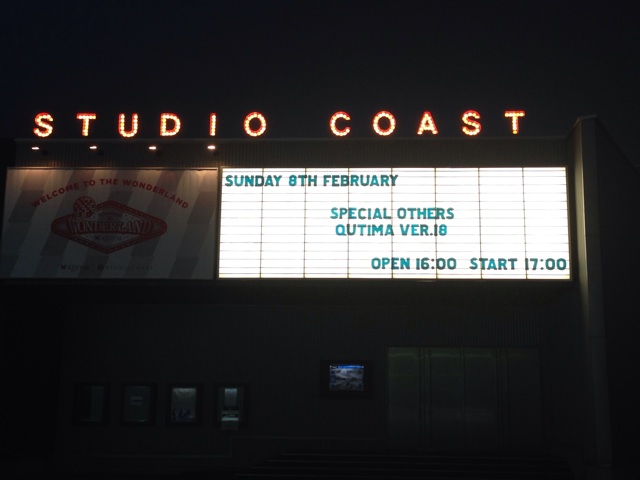 STUDIO COAST
WELCOME TO THE WONDERLAND
WONDERLAND
SUNDAY 8TH FEBRUARY
SPECIAL OTHERS
QUTIMA VER.18
OPEN 16:00 START 17:00